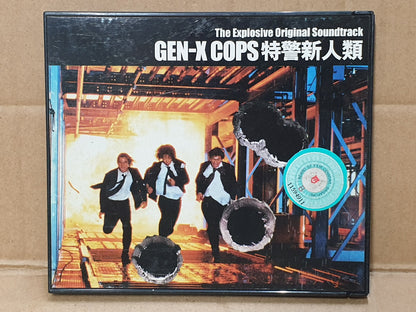 The Explosive Original Soundtrack
GEN-X COPS 特警新人類